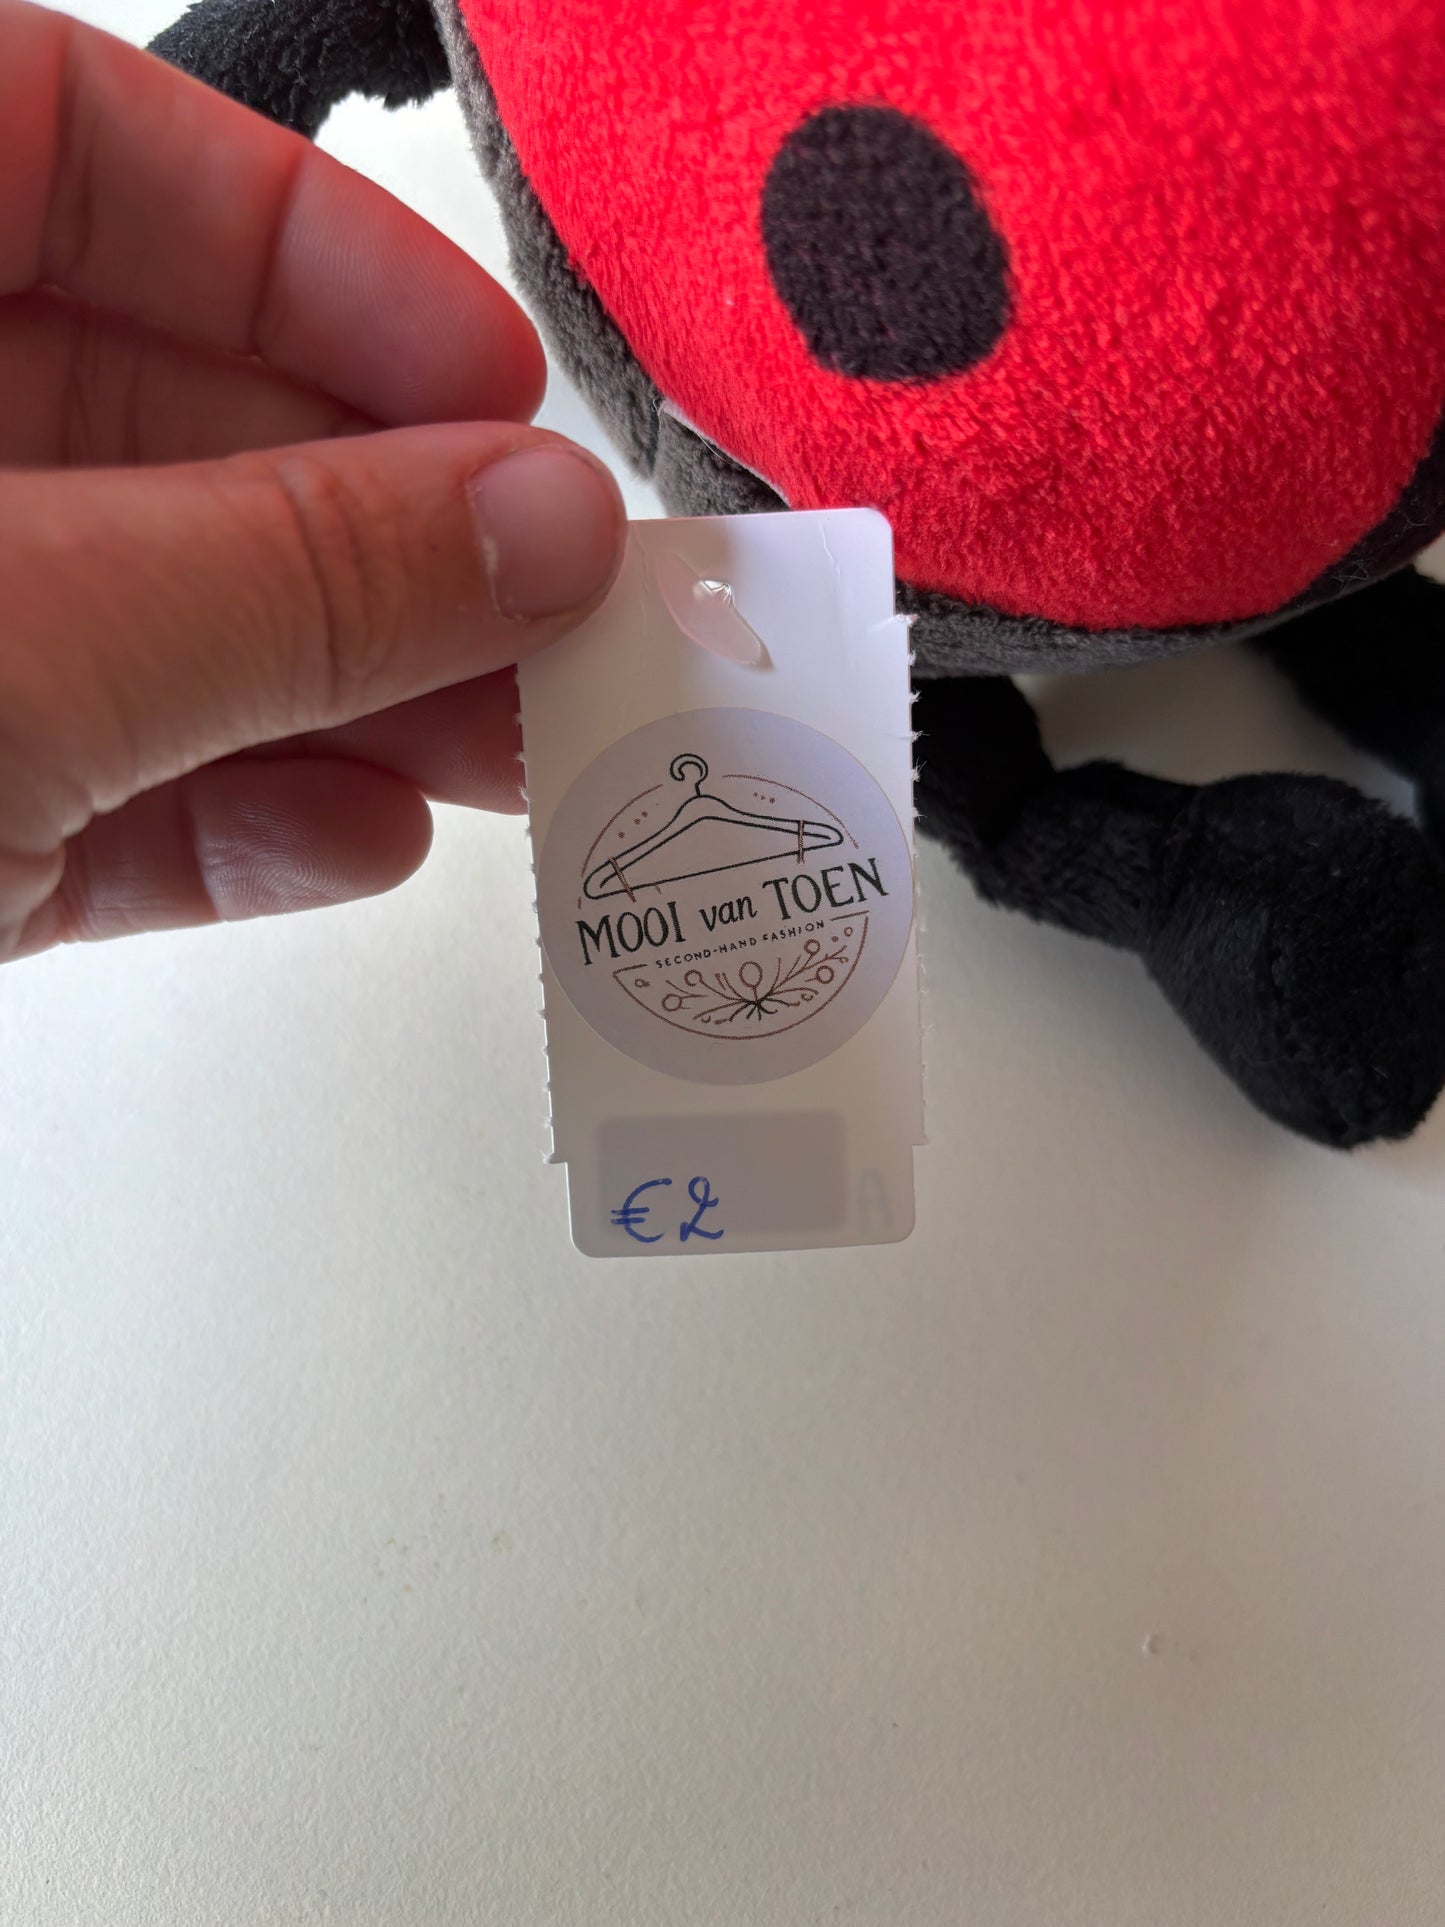 MOOI van TOEN
SECOND-HAND FASHION
€2
A